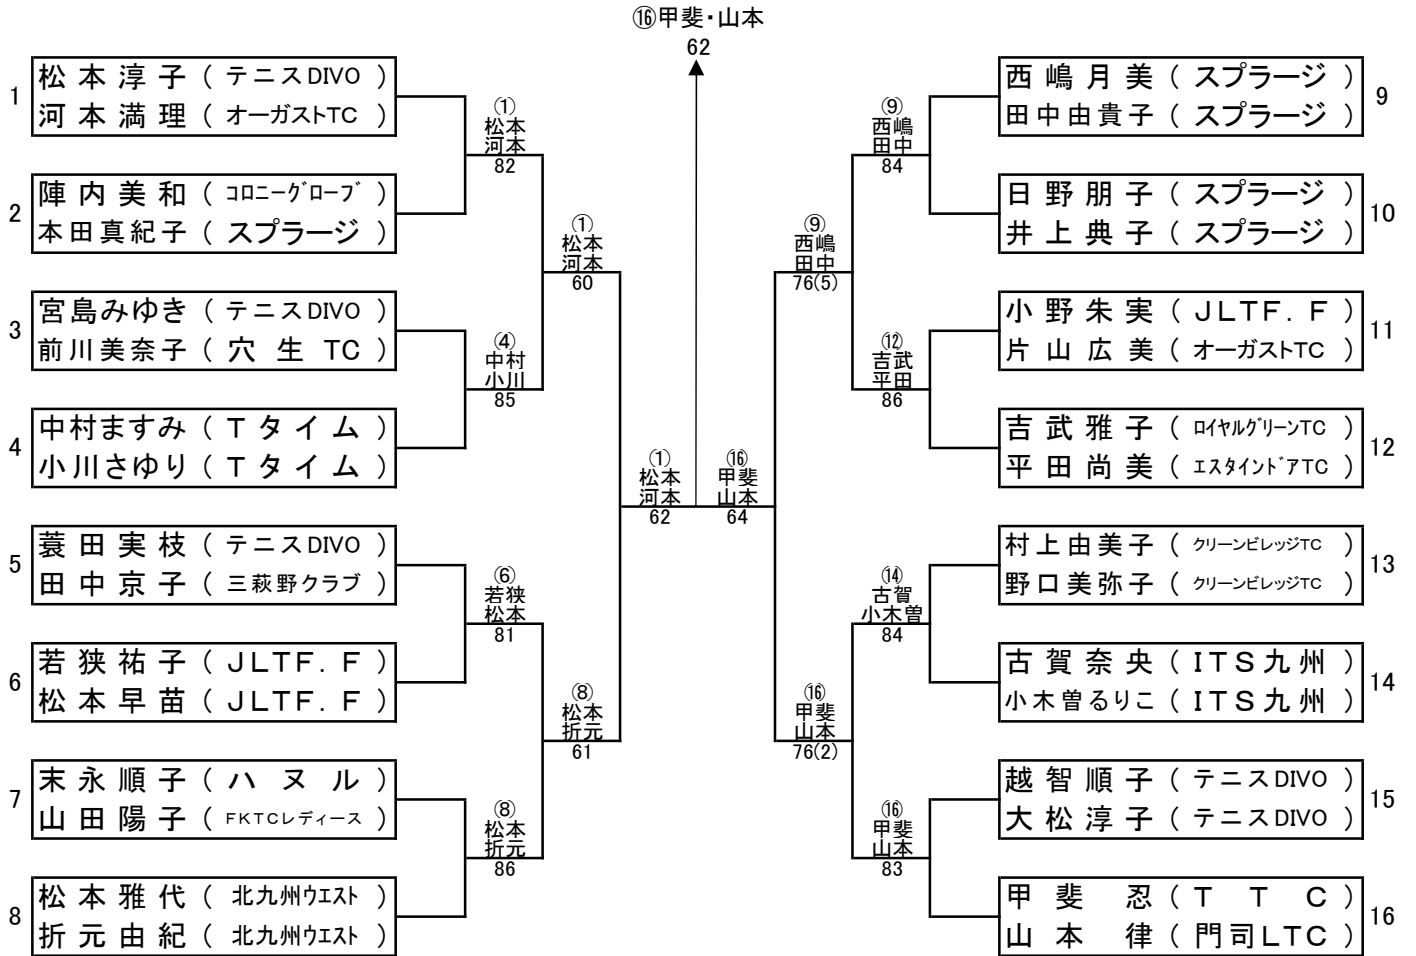 ⑯甲斐・山本
62
1
松本淳子(テニスDIVO)
河本満理(オーガストTC)
2
陣内美和(コロニーグローブ)
本田真紀子(スプラージ)
3
宮島みゆき(テニスDIVO)
前川美奈子(穴生TC)
4
中村ますみ(Tタイム)
小川さゆり(Tタイム)
5
蓑田実枝(テニスDIVO)
田中京子(三萩野クラブ)
6
若狭祐子(JLTF.F)
松本早苗(JLTF.F)
7
末永順子(ハヌル)
山田陽子(FKTCレディース)
8
松本雅代(北九州ウエスト)
折元由紀(北九州ウエスト)
①
松本
河本
82
④
中村
小川
85
⑥
若狭
松本
81
⑧
松本
折元
86
①
松本
河本
60
⑧
松本
折元
61
①
松本
河本
62
⑯
甲斐
山本
64
⑨
西嶋
田中
76(5)
⑯
甲斐
山本
76(2)
⑨
西嶋
田中
84
⑫
吉武
平田
86
⑭
古賀
小木曽
84
⑯
甲斐
山本
83
西嶋月美(スプラージ)
田中由貴子(スプラージ)
9
日野朋子(スプラージ)
井上典子(スプラージ)
10
小野朱実(JLTF.F)
片山広美(オーガストTC)
11
吉武雅子(ロイヤルグリーンTC)
平田尚美(エスタインドアTC)
12
村上由美子(クリーンビレッジTC)
野口美弥子(クリーンビレッジTC)
13
古賀奈央(ITS九州)
小木曽るりこ(ITS九州)
14
越智順子(テニスDIVO)
大松淳子(テニスDIVO)
15
甲斐 忍(TTC)
山本 律(門司LTC)
16